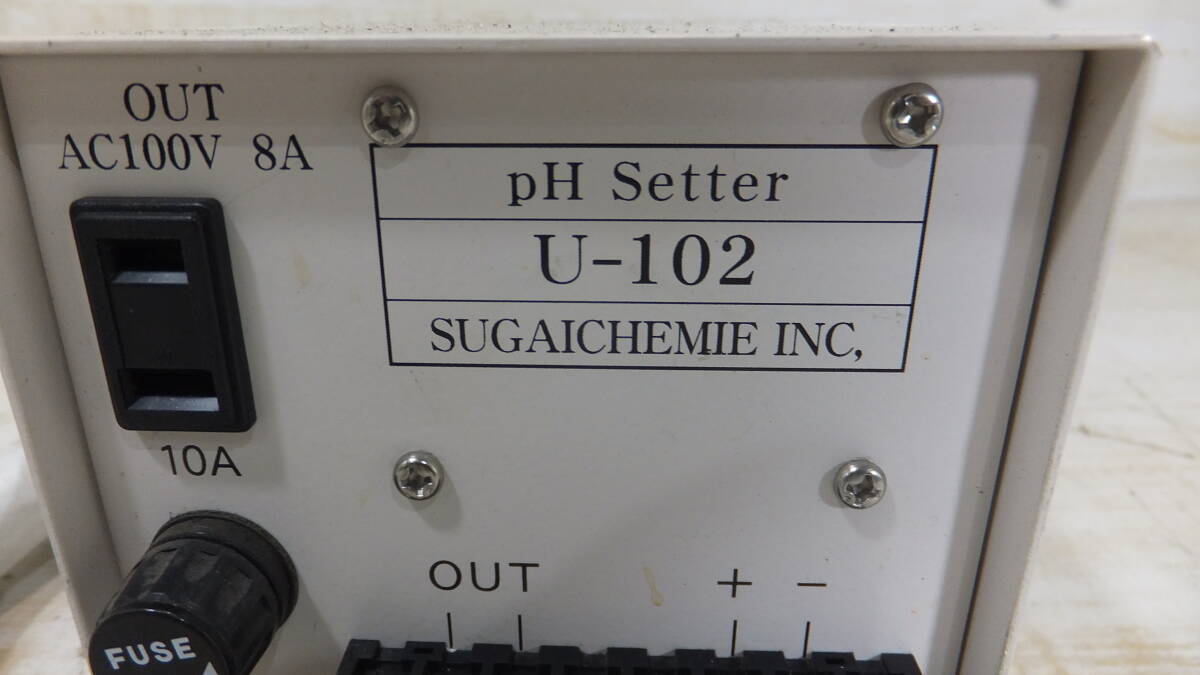 OUT
AC100V 8A
pH Setter
U-102
SUGAICHEMIE INC,
10A
OUT + −
FUSE